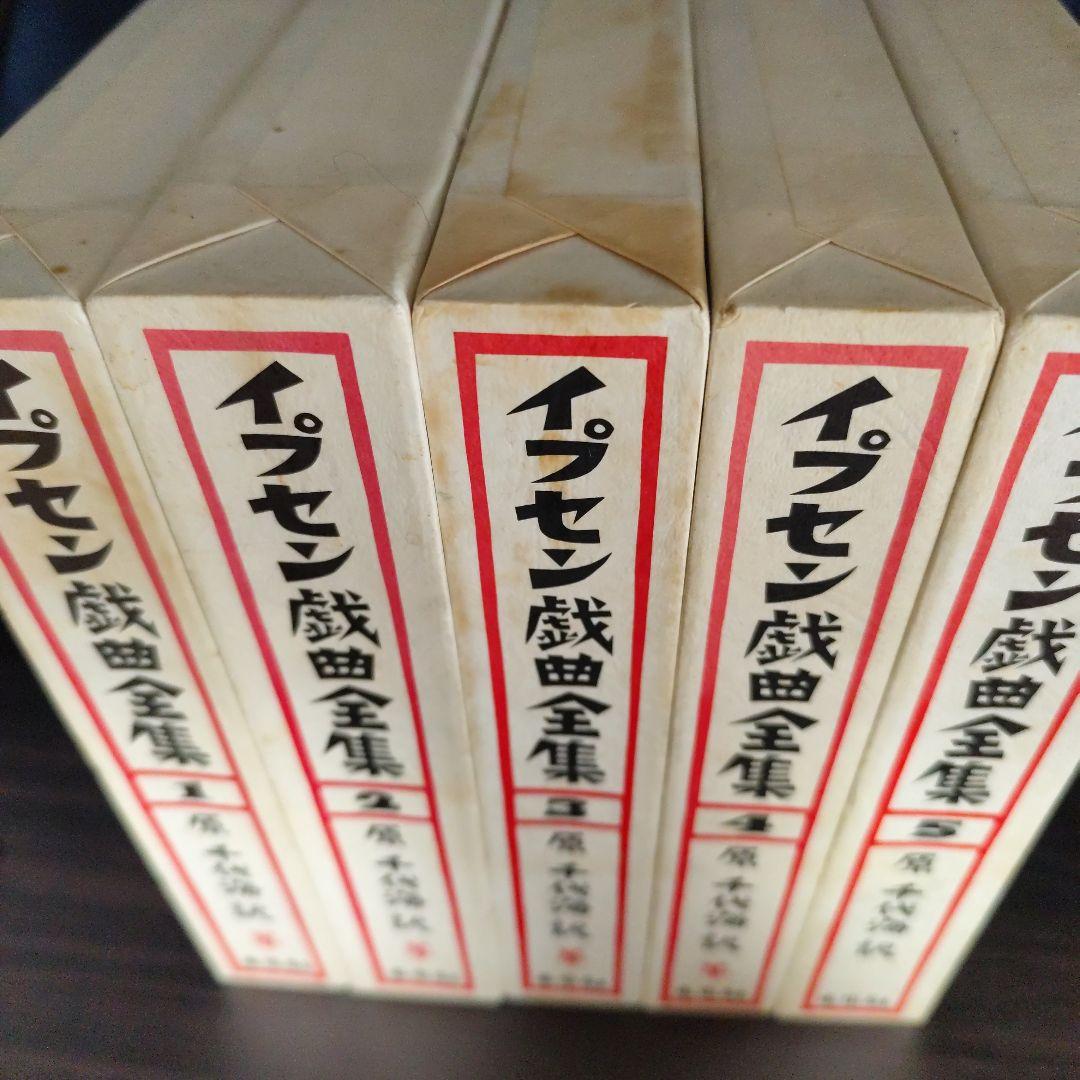 イプセン戯曲全集
1
原 千代海 訳
イプセン戯曲全集
2
原 千代海 訳
イプセン戯曲全集
3
原 千代海 訳
イプセン戯曲全集
4
原 千代海 訳
イプセン戯曲全集
5
原 千代海 訳